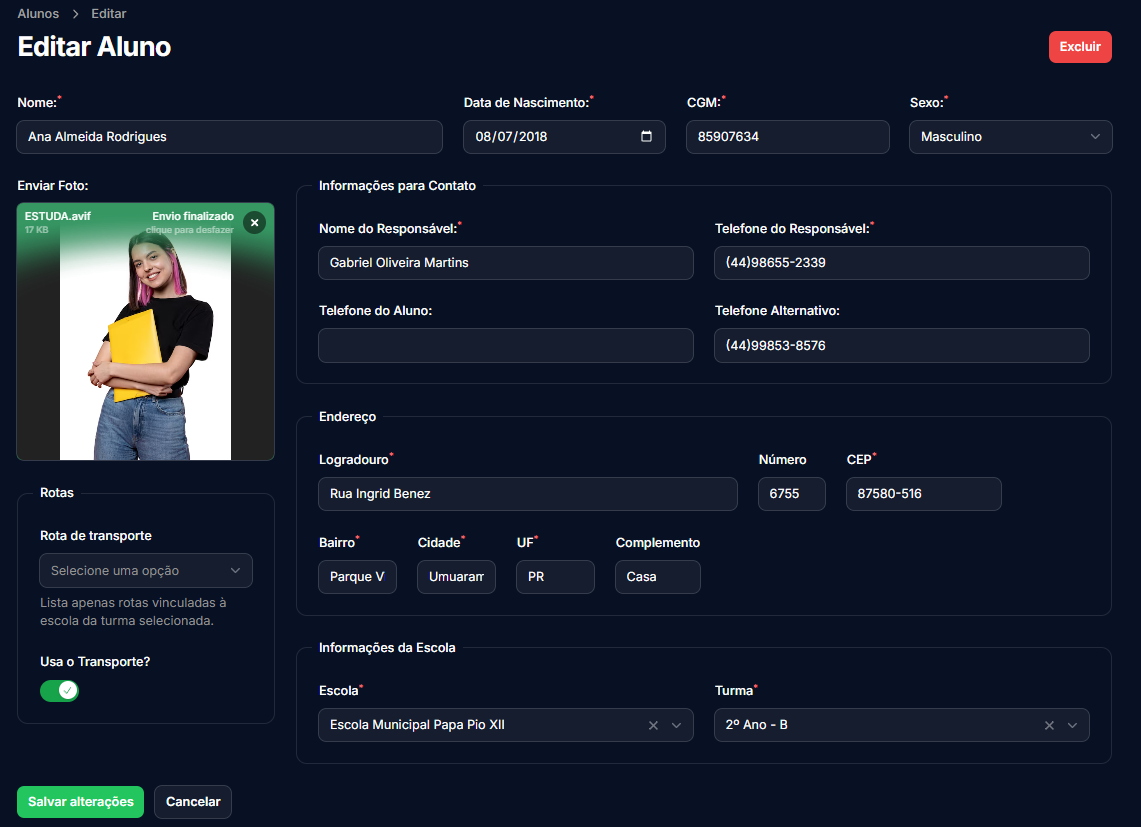 Alunos > Editar
Editar Aluno
Excluir
Nome:* Data de Nascimento:* CGM:* Sexo:*
Ana Almeida Rodrigues 08/07/2018 85907634 Masculino
Enviar Foto:
ESTUDA.avif Envio finalizado
17 KB clique para desfazer
Informações para Contato
Nome do Responsável:* Telefone do Responsável:*
Gabriel Oliveira Martins (44)98655-2339
Telefone do Aluno: Telefone Alternativo:
(44)99853-8576
Endereço
Logradouro* Número CEP*
Rua Ingrid Benez 6755 87580-516
Bairro* Cidade* UF* Complemento
Parque V Umuaram PR Casa
Rotas
Rota de transporte
Selecione uma opção
Lista apenas rotas vinculadas à
escola da turma selecionada.
Usa o Transporte?
Informações da Escola
Escola* Turma*
Escola Municipal Papa Pio XII 2º Ano - B
Salvar alterações Cancelar